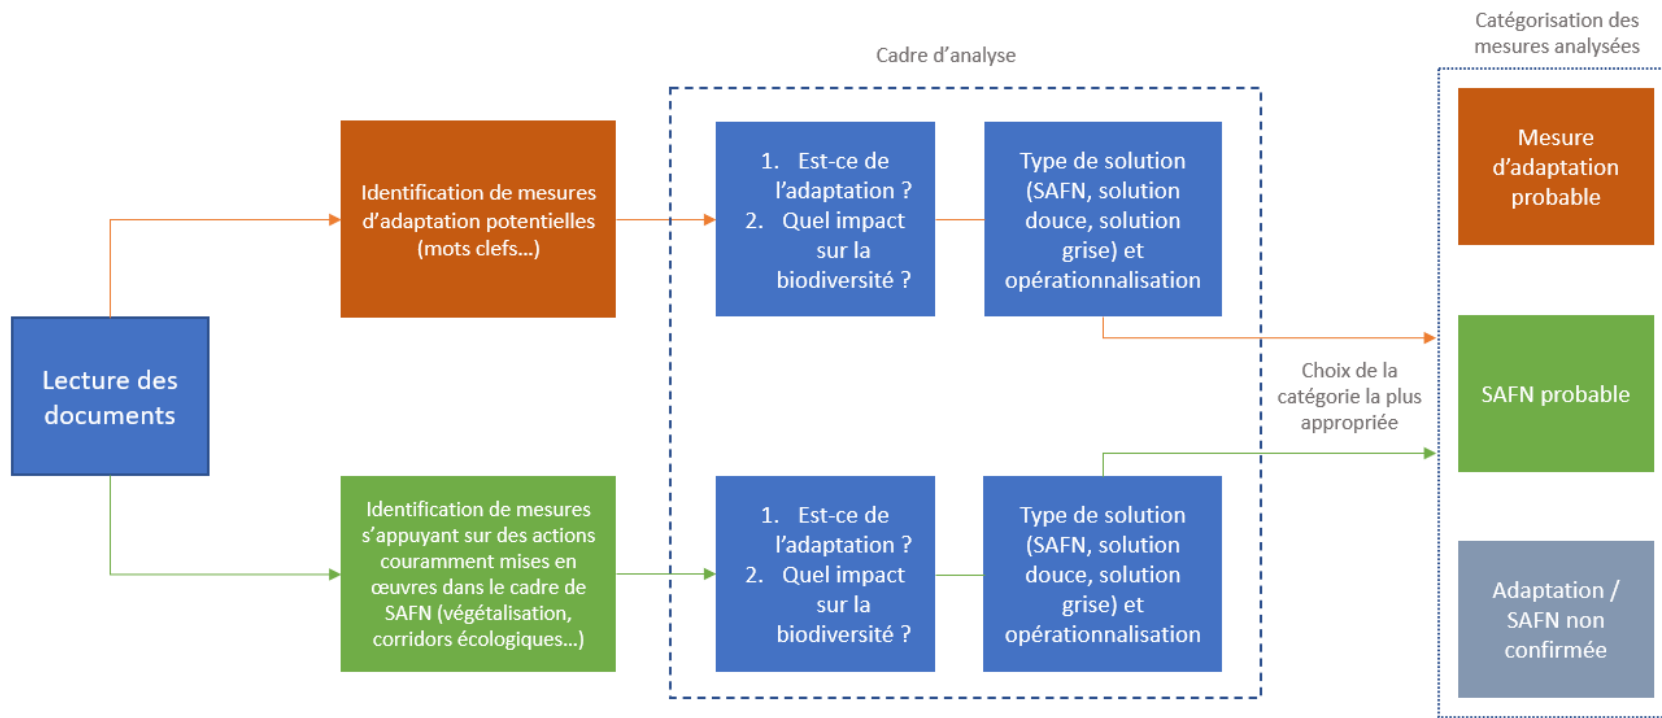 Catégorisation des
mesures analysées
Cadre d’analyse
Lecture des
documents
Identification de mesures
d’adaptation potentielles
(mots clefs…)
1. Est-ce de
l’adaptation ?
2. Quel impact
sur la
biodiversité ?
Type de solution
(SAFN, solution
douce, solution
grise) et
opérationnalisation
Identification de mesures
s’appuyant sur des actions
couramment mises en
œuvres dans le cadre de
SAFN (végétalisation,
corridors écologiques…)
1. Est-ce de
l’adaptation ?
2. Quel impact
sur la
biodiversité ?
Type de solution
(SAFN, solution
douce, solution
grise) et
opérationnalisation
Choix de la
catégorie la plus
appropriée
Mesure
d’adaptation
probable
SAFN probable
Adaptation /
SAFN non
confirmée